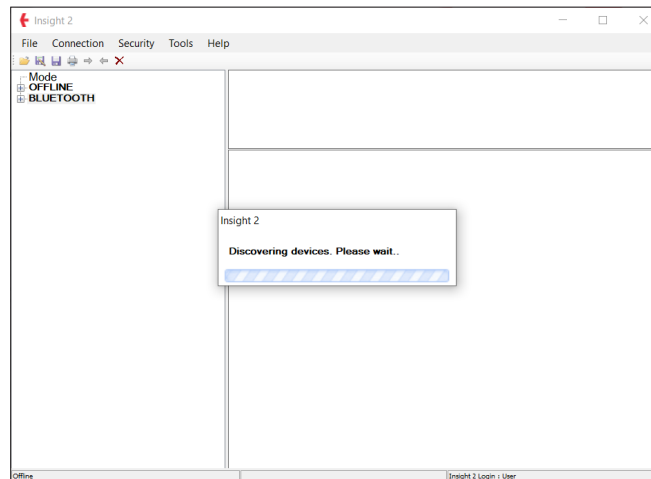 Insight 2
File Connection Security Tools Help
Mode
OFFLINE
BLUETOOTH
Insight 2
Discovering devices. Please wait..
Offline Insight 2 Login : User